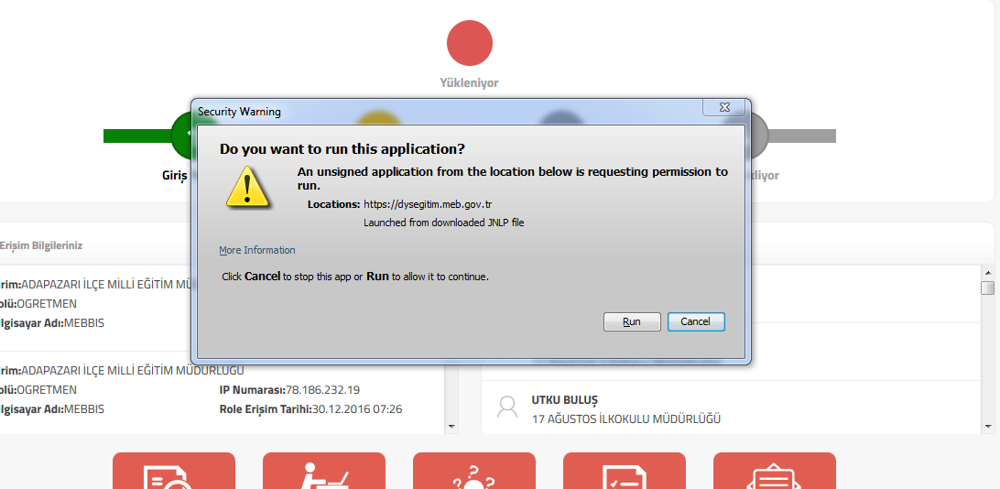 Yükleniyor
Security Warning
Do you want to run this application?
An unsigned application from the location below is requesting permission to
run.
Locations: https://dysegitim.meb.gov.tr
Launched from downloaded JNLP file
More Information
Click Cancel to stop this app or Run to allow it to continue.
Run
Cancel
Giriş
liyor
Erişim Bilgileriniz
rim:ADAPAZARI İLÇE MİLLİ EĞİTİM MÜ
olü:OGRETMEN
ilgisayar Adı:MEBBIS
rim:ADAPAZARI İLÇE MİLLİ EĞİTİM MÜDÜRLÜĞÜ
olü:OGRETMEN
IP Numarası:78.186.232.19
ilgisayar Adı:MEBBIS
Role Erişim Tarihi:30.12.2016 07:26
UTKU BULUŞ
17 AĞUSTOS İLKOKULU MÜDÜRLÜĞÜ